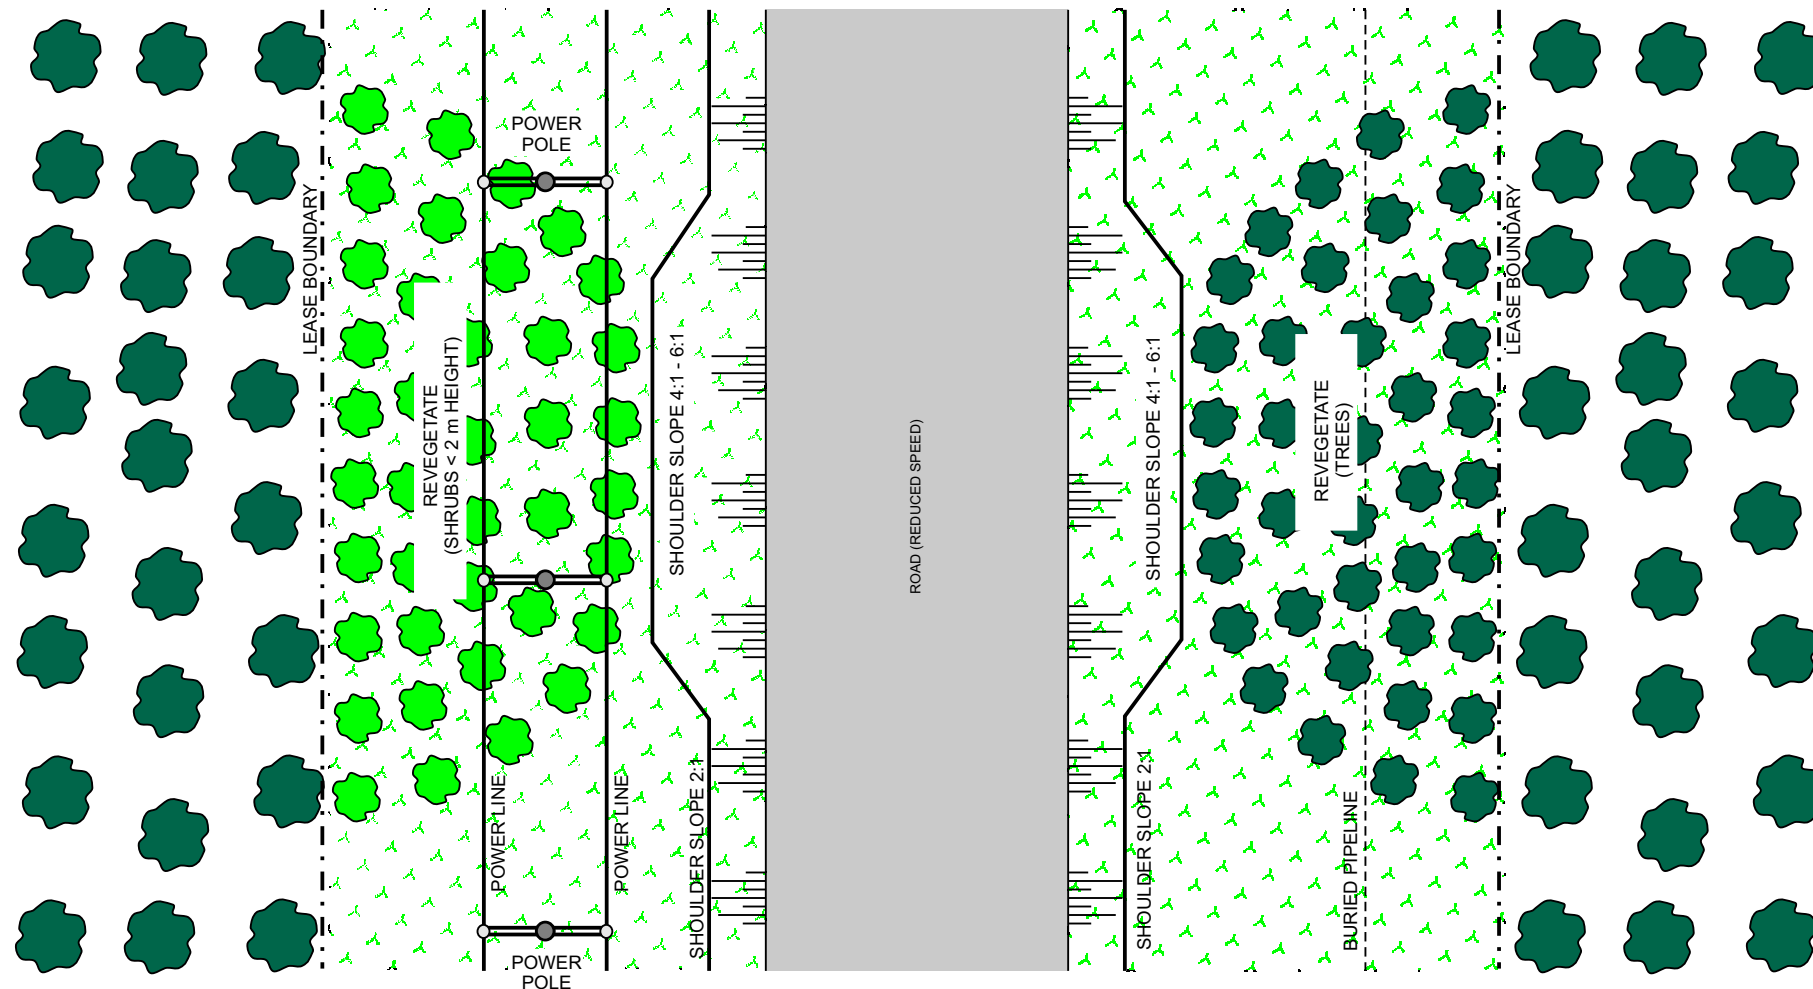 POWER
POLE
LEASE BOUNDARY
REVEGETATE
(SHRUBS < 2 m HEIGHT)
SHOULDER SLOPE 4:1 - 6:1
ROAD (REDUCED SPEED)
SHOULDER SLOPE 4:1 - 6:1
REVEGETATE
(TREES)
LEASE BOUNDARY
POWER LINE
POWER LINE
SHOULDER SLOPE 2:1
SHOULDER SLOPE 2:1
BURIED PIPELINE
POWER
POLE